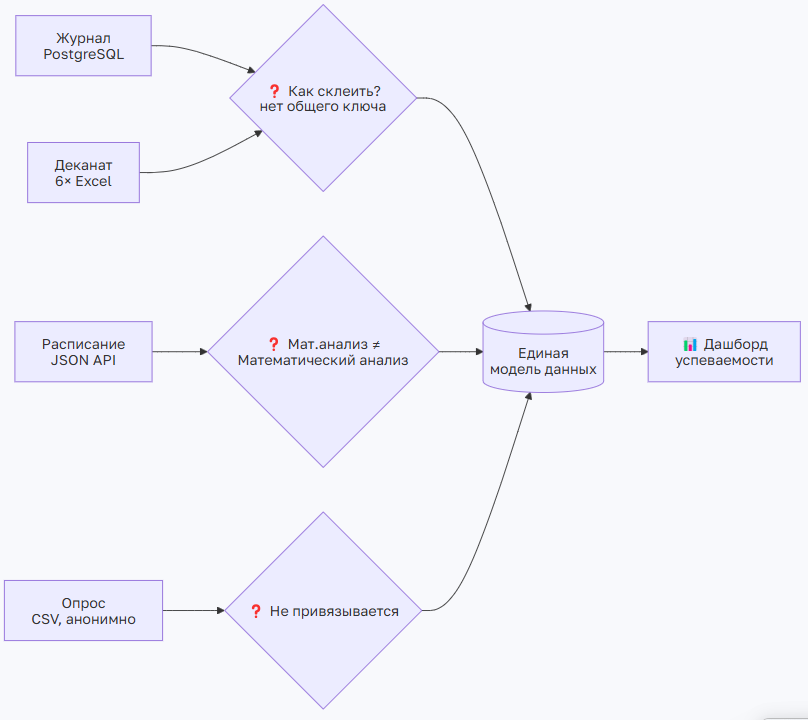 Журнал
PostgreSQL
❓ Как склеить?
нет общего ключа
Деканат
6× Excel
Расписание
JSON API
❓ Мат.анализ ≠
Математический анализ
Единая
модель данных
📊 Дашборд
успеваемости
Опрос
CSV, анонимно
❓ Не привязывается